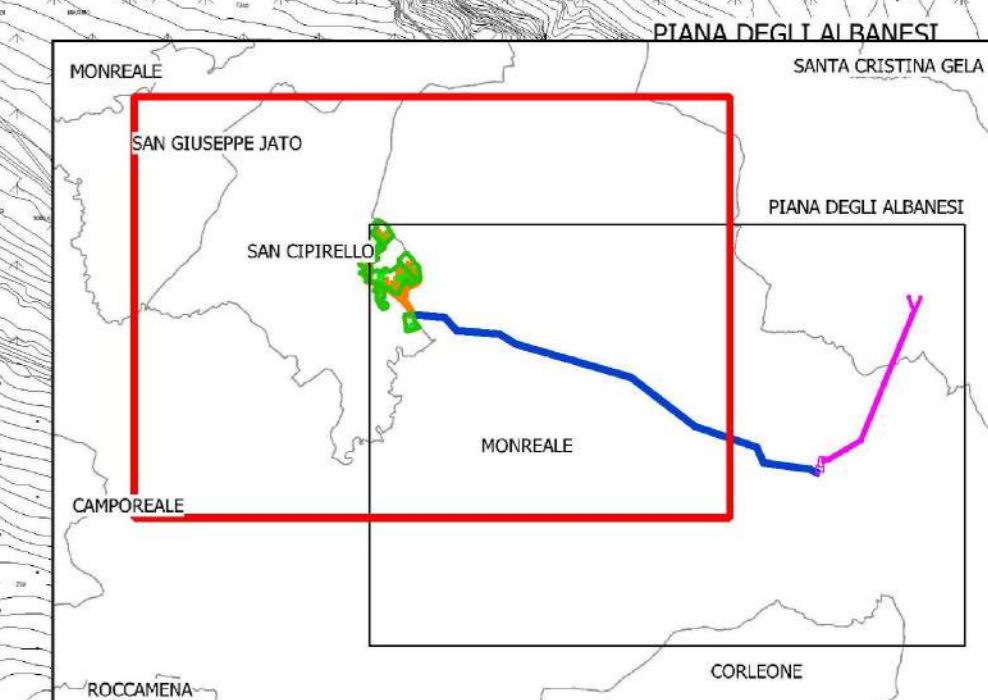 PIANA DEGLI ALBANESI
SANTA CRISTINA GELA
MONREALE
SAN GIUSEPPE JATO
PIANA DEGLI ALBANESI
SAN CIPIRELLO
MONREALE
CAMPOREALE
CORLEONE
ROCCAMENA